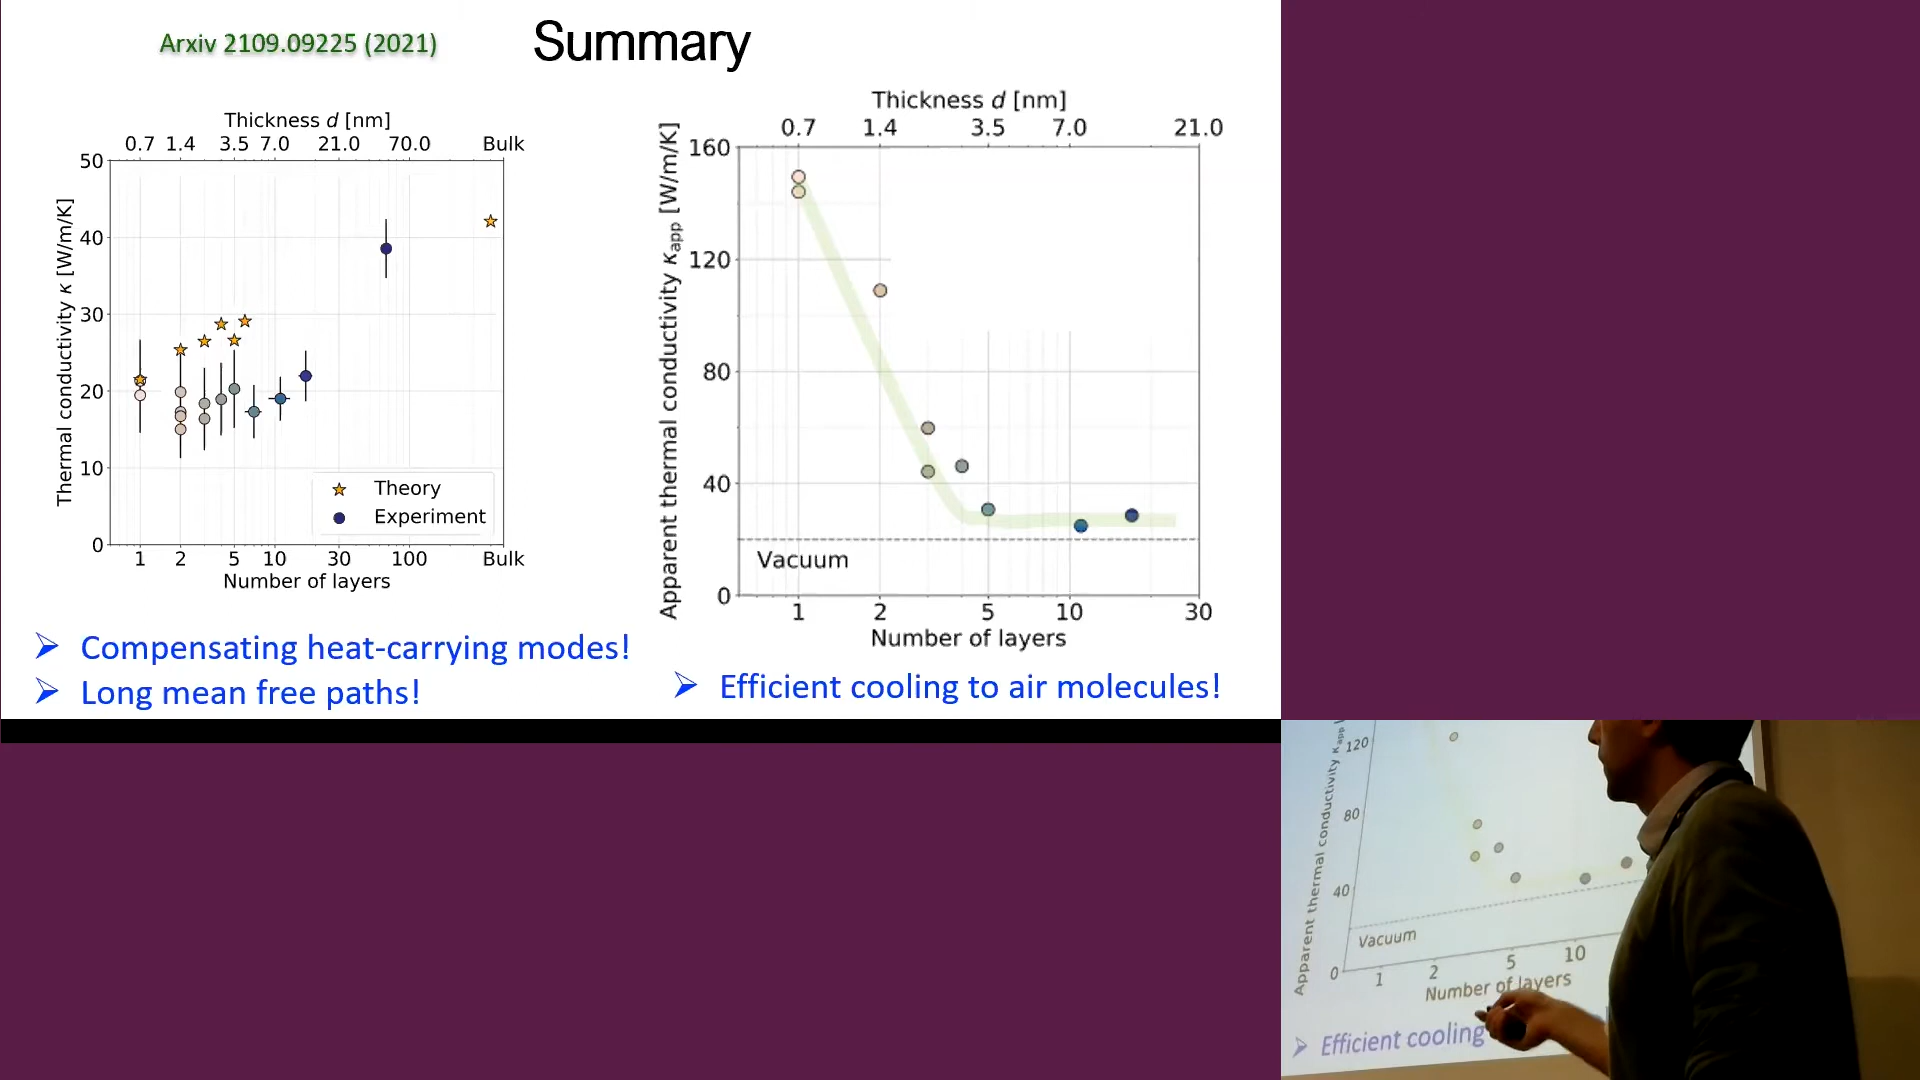 Arxiv 2109.09225 (2021)
Summary
Thickness d [nm]
0.7 1.4 3.5 7.0 21.0 70.0 Bulk
50
40
30
20
10
0
Thermal conductivity κ [W/m/K]
Theory
Experiment
1 2 5 10 30 100 Bulk
Number of layers
Compensating heat-carrying modes!
Long mean free paths!
Thickness d [nm]
0.7 1.4 3.5 7.0 21.0
160
120
80
40
0
Apparent thermal conductivity κapp [W/m/K]
Vacuum
1 2 5 10 30
Number of layers
Efficient cooling to air molecules!
120
80
40
0
Apparent thermal conductivity κapp
Vacuum
1 2 5 10
Number of layers
Efficient cooling